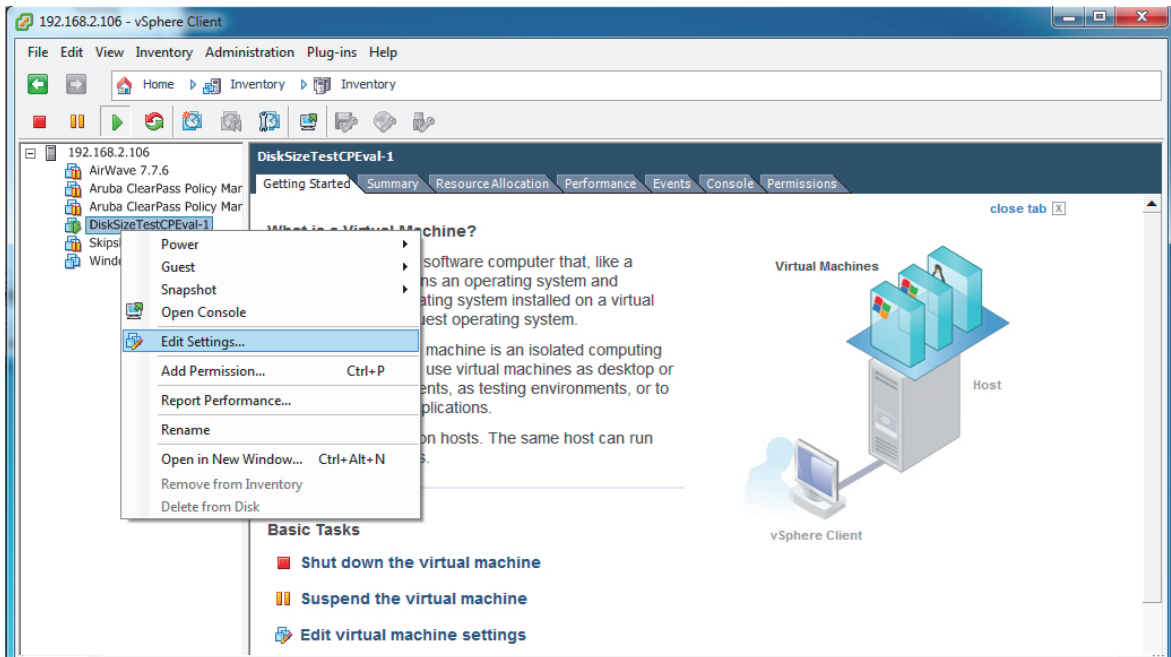 192.168.2.106 - vSphere Client
File Edit View Inventory Administration Plug-ins Help
Home Inventory Inventory
192.168.2.106
AirWave 7.7.6
Aruba ClearPass Policy Mar
Aruba ClearPass Policy Mar
DiskSizeTestCPEval-1
DiskSizeTestCPEval-1
Getting Started Summary Resource Allocation Performance Events Console Permissions
close tab X
Power
Guest
Snapshot
Open Console
Edit Settings...
Add Permission... Ctrl+P
Report Performance...
Rename
Open in New Window... Ctrl+Alt+N
Remove from Inventory
Delete from Disk
What is a Virtual Machine?
software computer that, like a
ns an operating system and
ating system installed on a virtual
uest operating system.
machine is an isolated computing
use virtual machines as desktop or
ents, as testing environments, or to
plications.
on hosts. The same host can run
s.
Virtual Machines
Host
vSphere Client
Basic Tasks
Shut down the virtual machine
Suspend the virtual machine
Edit virtual machine settings